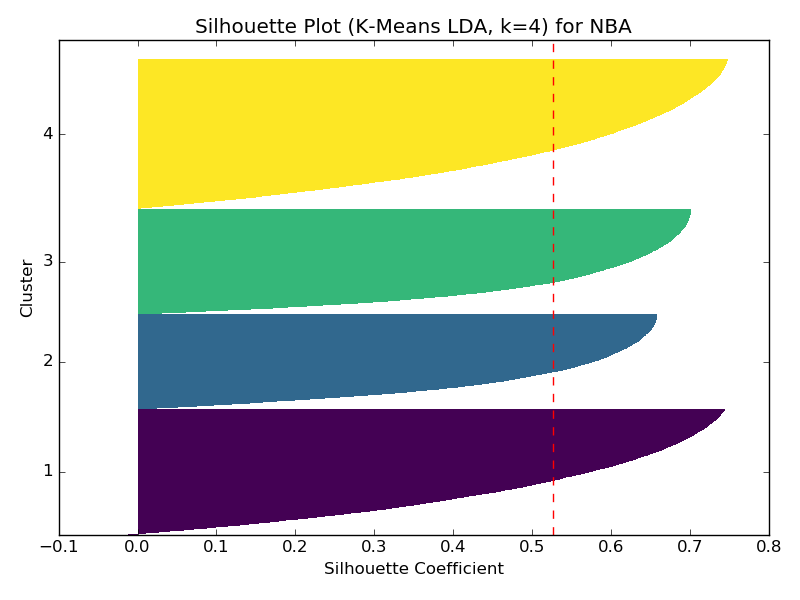 Silhouette Plot (K-Means LDA, k=4) for NBA
4
3
2
1
Cluster
−0.1 0.0 0.1 0.2 0.3 0.4 0.5 0.6 0.7 0.8
Silhouette Coefficient